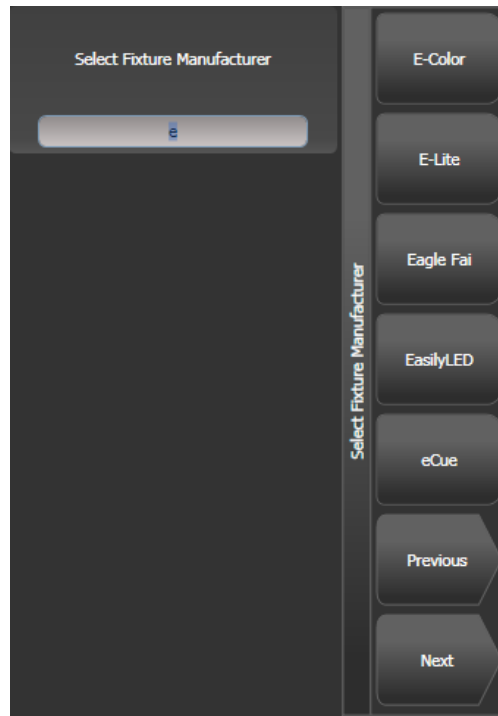 Select Fixture Manufacturer
e
Select Fixture Manufacturer
E-Color
E-Lite
Eagle Fai
EasilyLED
eCue
Previous
Next